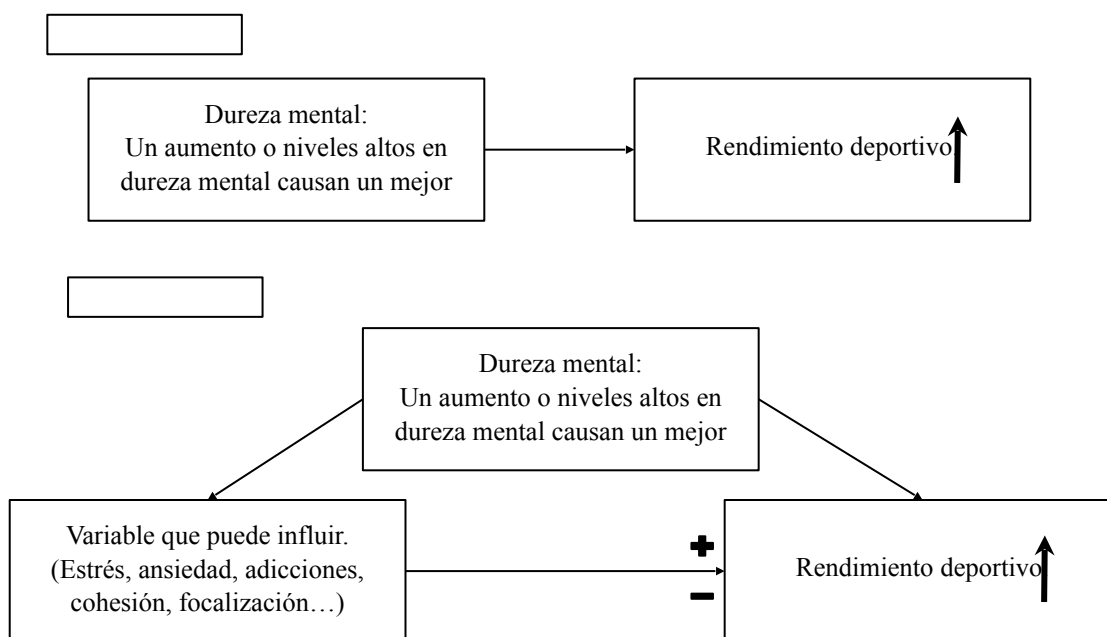 Dureza mental:
Un aumento o niveles altos en
dureza mental causan un mejor
Rendimiento deportivo.
Dureza mental:
Un aumento o niveles altos en
dureza mental causan un mejor
Variable que puede influir.
(Estrés, ansiedad, adicciones,
cohesión, focalización…)
+
−
Rendimiento deportivo